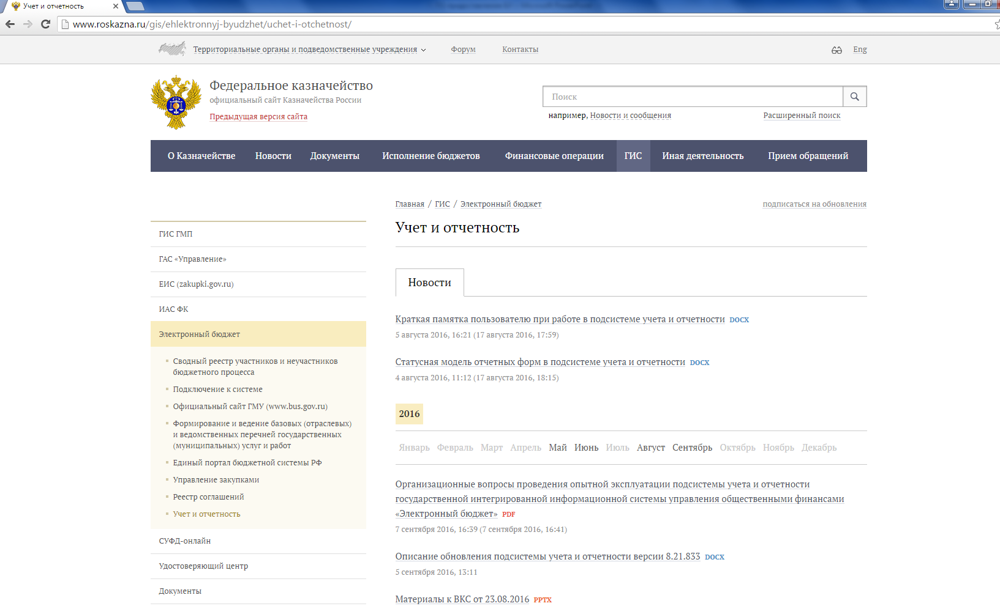 Учет и отчетность
www.roskazna.ru/gis/ehlektronnyj-byudzhet/uchet-i-otchetnost/
Территориальные органы и подведомственные учреждения
Форум
Контакты
Eng
Федеральное казначейство
официальный сайт Казначейства России
Предыдущая версия сайта
Поиск
например, Новости и сообщения
Расширенный поиск
О Казначействе
Новости
Документы
Исполнение бюджетов
Финансовые операции
ГИС
Иная деятельность
Прием обращений
ГИС ГМП
ГАС «Управление»
ЕИС (zakupki.gov.ru)
ИАС ФК
Электронный бюджет
Сводный реестр участников и неучастников
бюджетного процесса
Подключение к системе
Официальный сайт ГМУ (www.bus.gov.ru)
Формирование и ведение базовых (отраслевых)
и ведомственных перечней государственных
(муниципальных) услуг и работ
Единый портал бюджетной системы РФ
Управление закупками
Реестр соглашений
Учет и отчетность
СУФД-онлайн
Удостоверяющий центр
Документы
Главная / ГИС / Электронный бюджет
подписаться на обновления
Учет и отчетность
Новости
Краткая памятка пользователю при работе в подсистеме учета и отчетности DOCX
5 августа 2016, 16:21 (17 августа 2016, 17:59)
Статусная модель отчетных форм в подсистеме учета и отчетности DOCX
4 августа 2016, 11:12 (17 августа 2016, 18:15)
2016
Январь Февраль Март Апрель Май Июнь Июль Август Сентябрь Октябрь Ноябрь Декабрь
Организационные вопросы проведения опытной эксплуатации подсистемы учета и отчетности
государственной интегрированной информационной системы управления общественными финансами
«Электронный бюджет» PDF
7 сентября 2016, 16:39 (7 сентября 2016, 16:41)
Описание обновления подсистемы учета и отчетности версии 8.21.833 DOCX
5 сентября 2016, 13:11
Материалы к ВКС от 23.08.2016 PPTX